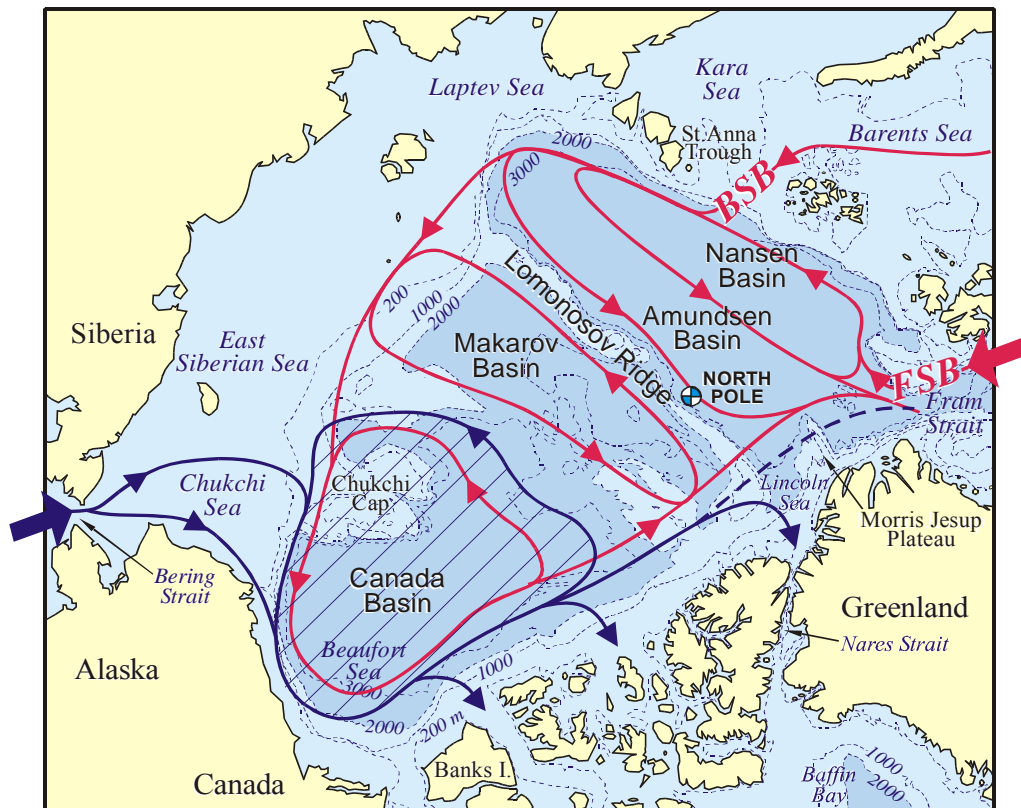 Laptev Sea
Kara
Sea
2000
3000
St.Anna
Trough
Barents Sea
BSB
Nansen
Basin
Lomonosov Ridge
200
1000
2000
Amundsen
Basin
Siberia
East
Siberian Sea
Makarov
Basin
NORTH
POLE
FSB
Fram
Strait
Chukchi
Sea
Chukchi
Cap
Lincoln
Sea
Morris Jesup
Plateau
Bering
Strait
Canada
Basin
Greenland
Nares Strait
Alaska
Beaufort
Sea
3000
1000
2000
200 m
Canada
Banks I.
Baffin
Bay
1000
2000